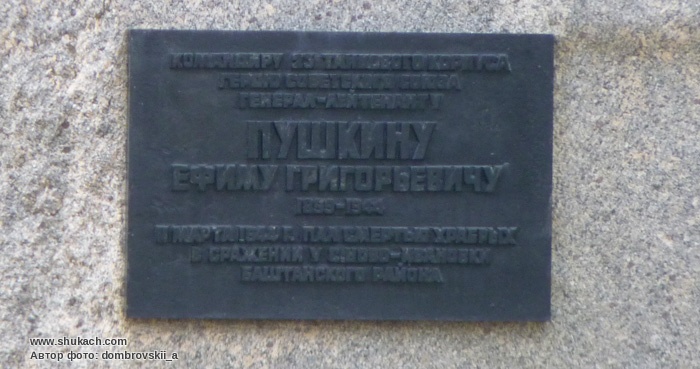 КОМАНДИРУ 23 ТАНКОВОГО КОРПУСА
ГЕРОЮ СОВЕТСКОГО СОЮЗА
ГЕНЕРАЛ-ЛЕЙТЕНАНТУ
ПУШКИНУ
ЕФИМУ ГРИГОРЬЕВИЧУ
1899-1944
11 МАРТА 1944 Г. ПАЛ СМЕРТЬЮ ХРАБРЫХ
В СРАЖЕНИИ У
БАШТАНСКОГО РАЙОНА
www.shukach.com
Автор фото: dombrovskii_a